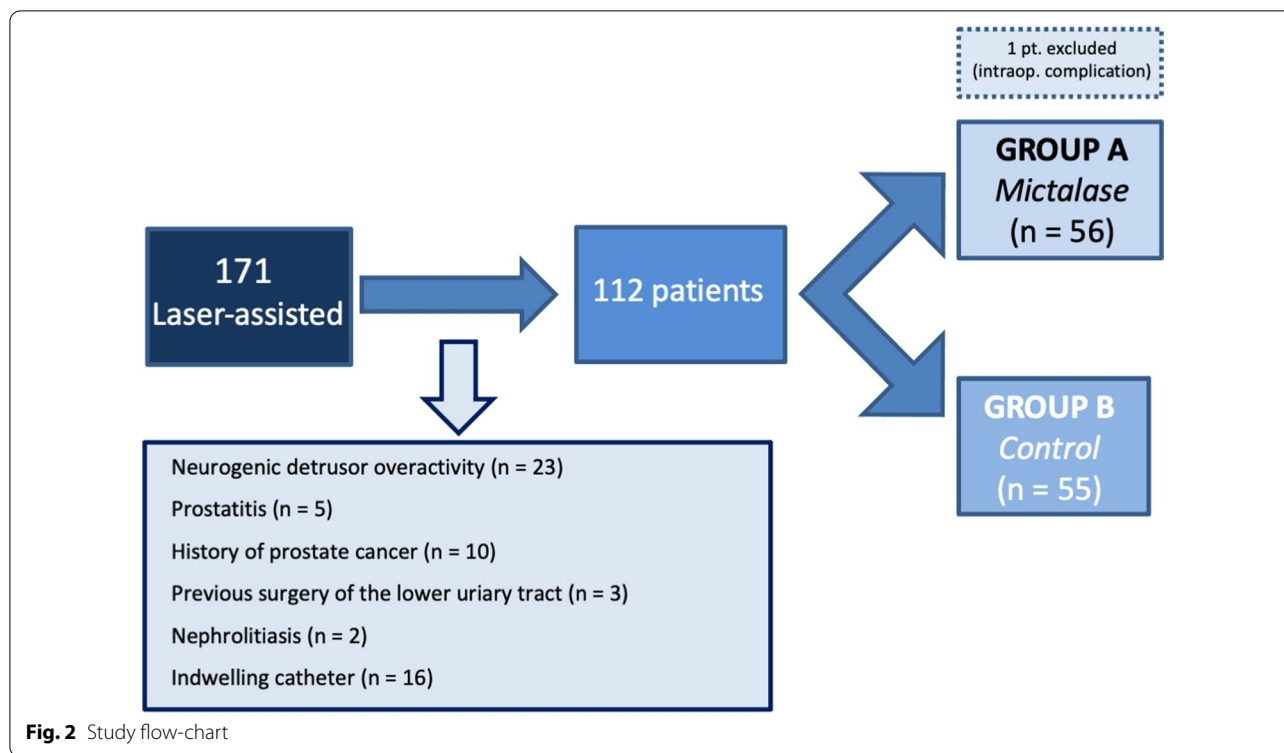 1 pt. excluded
(intraop. complication)
GROUP A
Mictalase
(n = 56)
171
Laser-assisted
112 patients
GROUP B
Control
(n = 55)
Neurogenic detrusor overactivity (n = 23)
Prostatitis (n = 5)
History of prostate cancer (n = 10)
Previous surgery of the lower uriary tract (n = 3)
Nephrolitiasis (n = 2)
Indwelling catheter (n = 16)
Fig. 2 Study flow-chart